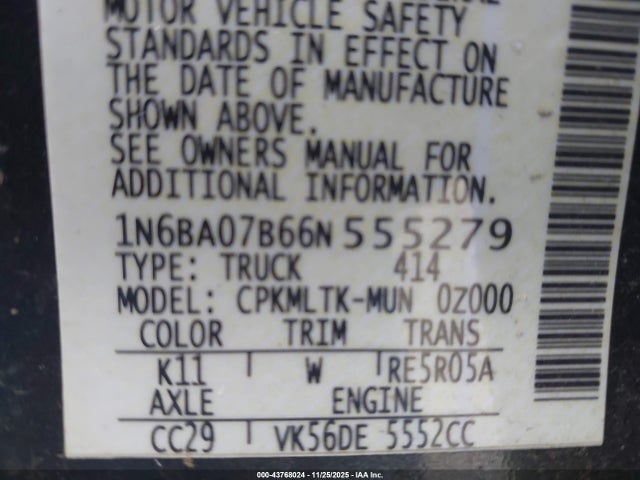 MOTOR VEHICLE SAFETY
STANDARDS IN EFFECT ON
THE DATE OF MANUFACTURE
SHOWN ABOVE.
SEE OWNERS MANUAL FOR
ADDITIONAL INFORMATION.
1N6BA07B66N 555279
TYPE: TRUCK 414
MODEL: CPKMLTK-MUN 0Z000
COLOR TRIM TRANS
K11 W RE5R05A
AXLE ENGINE
CC29 VK56DE 5552CC
000-43768024 - 11/25/2025 - IAA Inc.